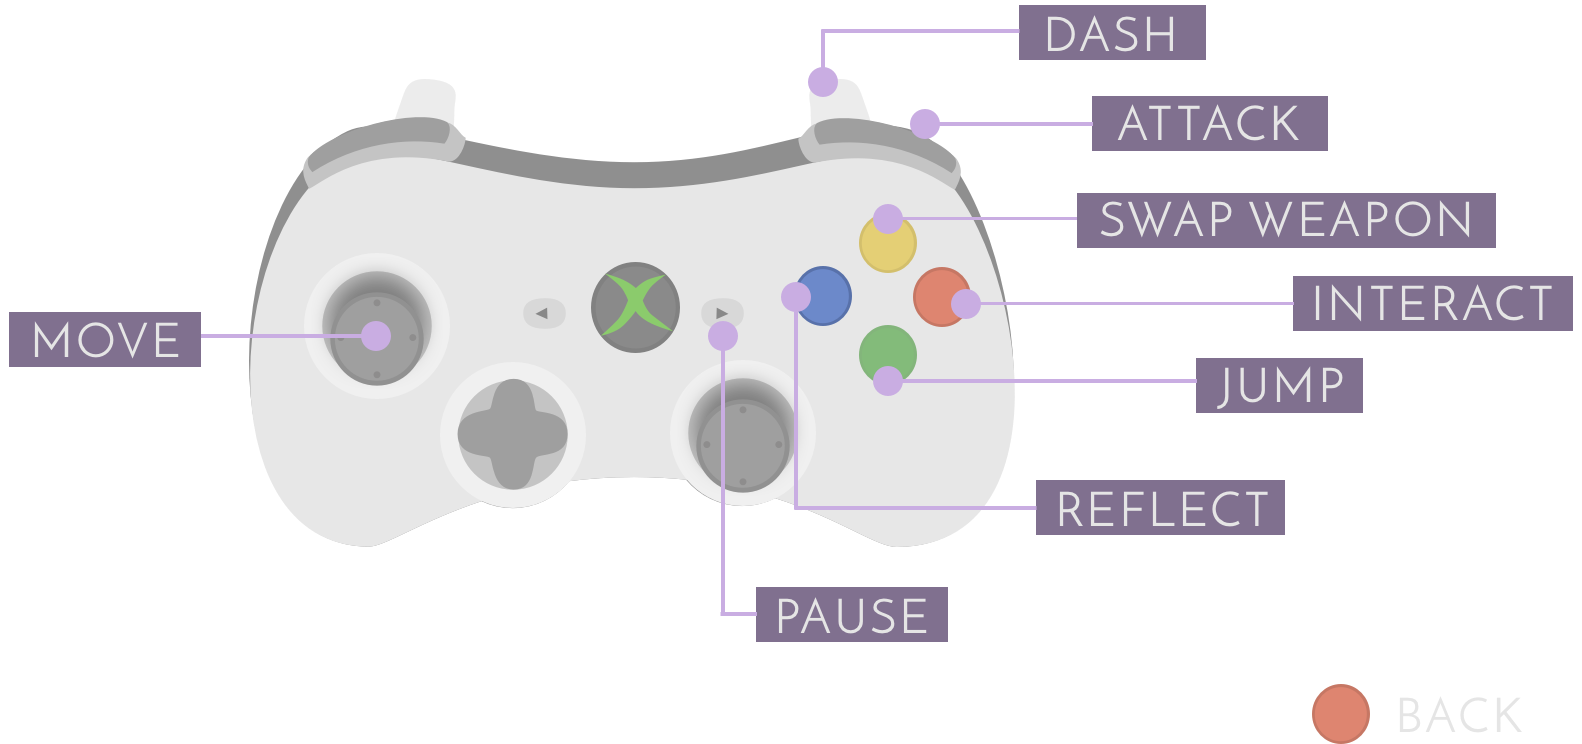 DASH
ATTACK
SWAP WEAPON
INTERACT
MOVE
JUMP
REFLECT
PAUSE
BACK